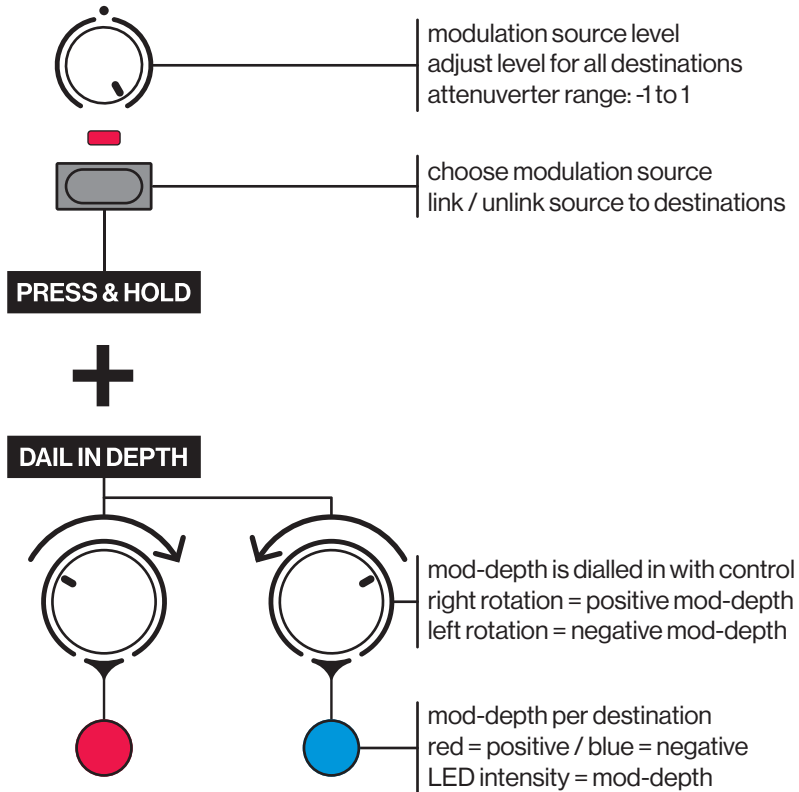 modulation source level
adjust level for all destinations
attenuverter range: -1 to 1
choose modulation source
link / unlink source to destinations
PRESS & HOLD
+
DAIL IN DEPTH
mod-depth is dialled in with control
right rotation = positive mod-depth
left rotation = negative mod-depth
mod-depth per destination
red = positive / blue = negative
LED intensity = mod-depth